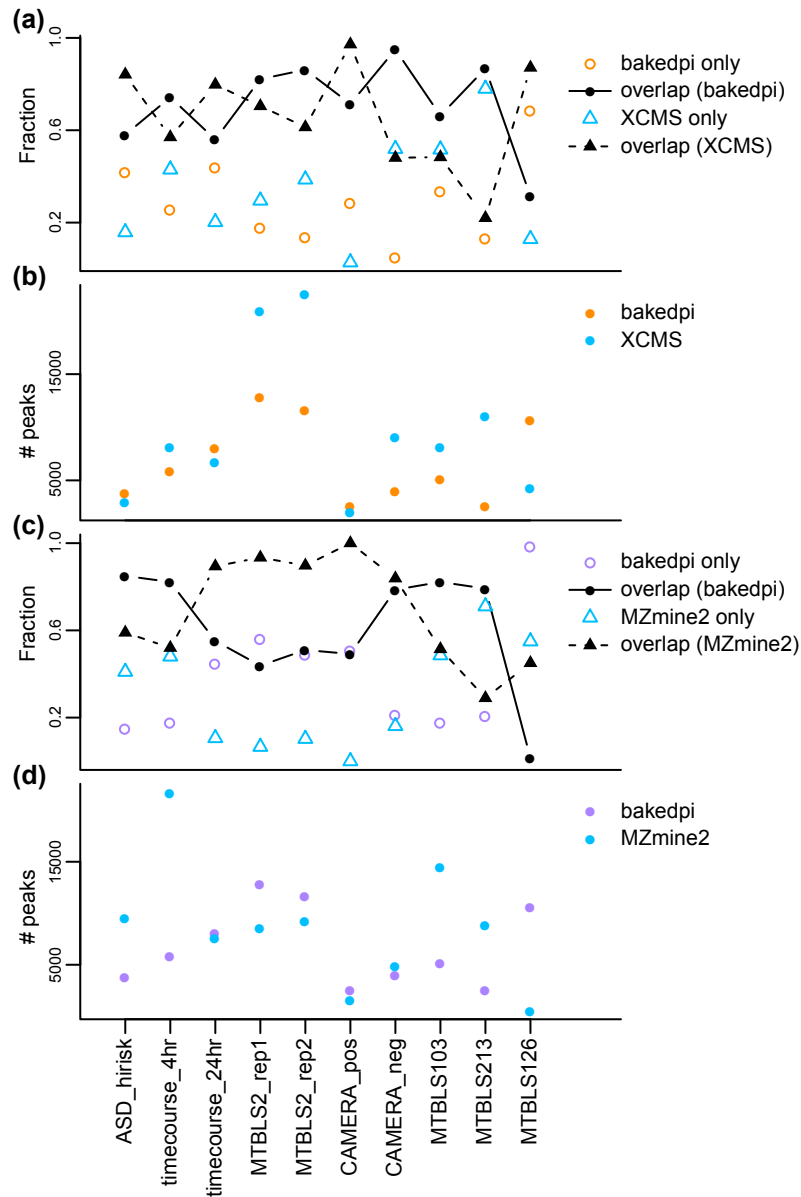 (a)
Fraction
1.0
0.6
0.2
bakedpi only
overlap (bakedpi)
XCMS only
overlap (XCMS)
(b)
# peaks
15000
5000
bakedpi
XCMS
(c)
Fraction
1.0
0.6
0.2
bakedpi only
overlap (bakedpi)
MZmine2 only
overlap (MZmine2)
(d)
# peaks
15000
5000
bakedpi
MZmine2
ASD_hirisk
timecourse_4hr
timecourse_24hr
MTBLS2_rep1
MTBLS2_rep2
CAMERA_pos
CAMERA_neg
MTBLS103
MTBLS213
MTBLS126